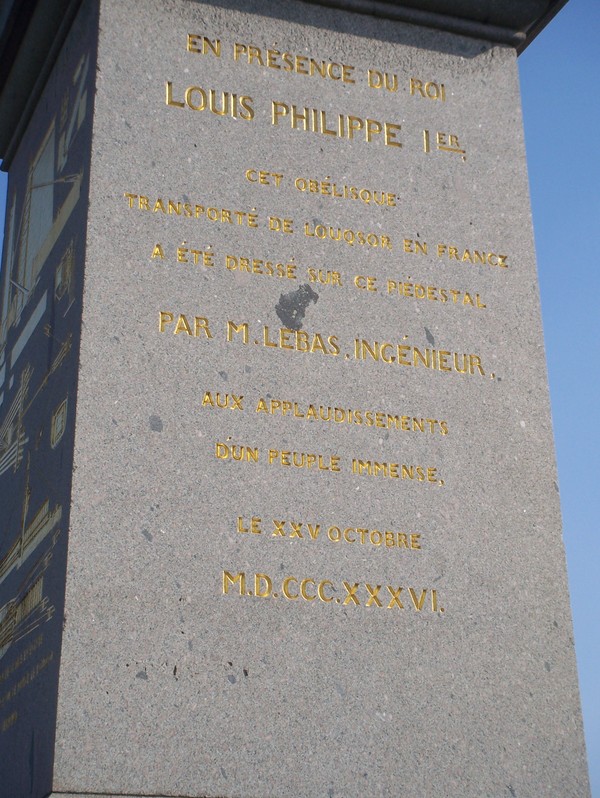 EN PRÉSENCE DU ROI
LOUIS PHILIPPE IER.
CET OBÉLISQUE
TRANSPORTÉ DE LOUQSOR EN FRANCE
A ÉTÉ DRESSÉ SUR CE PIÉDESTAL
PAR M. LEBAS, INGÉNIEUR,
AUX APPLAUDISSEMENTS
D'UN PEUPLE IMMENSE,
LE XXV OCTOBRE
M.D.CCC.XXXVI.